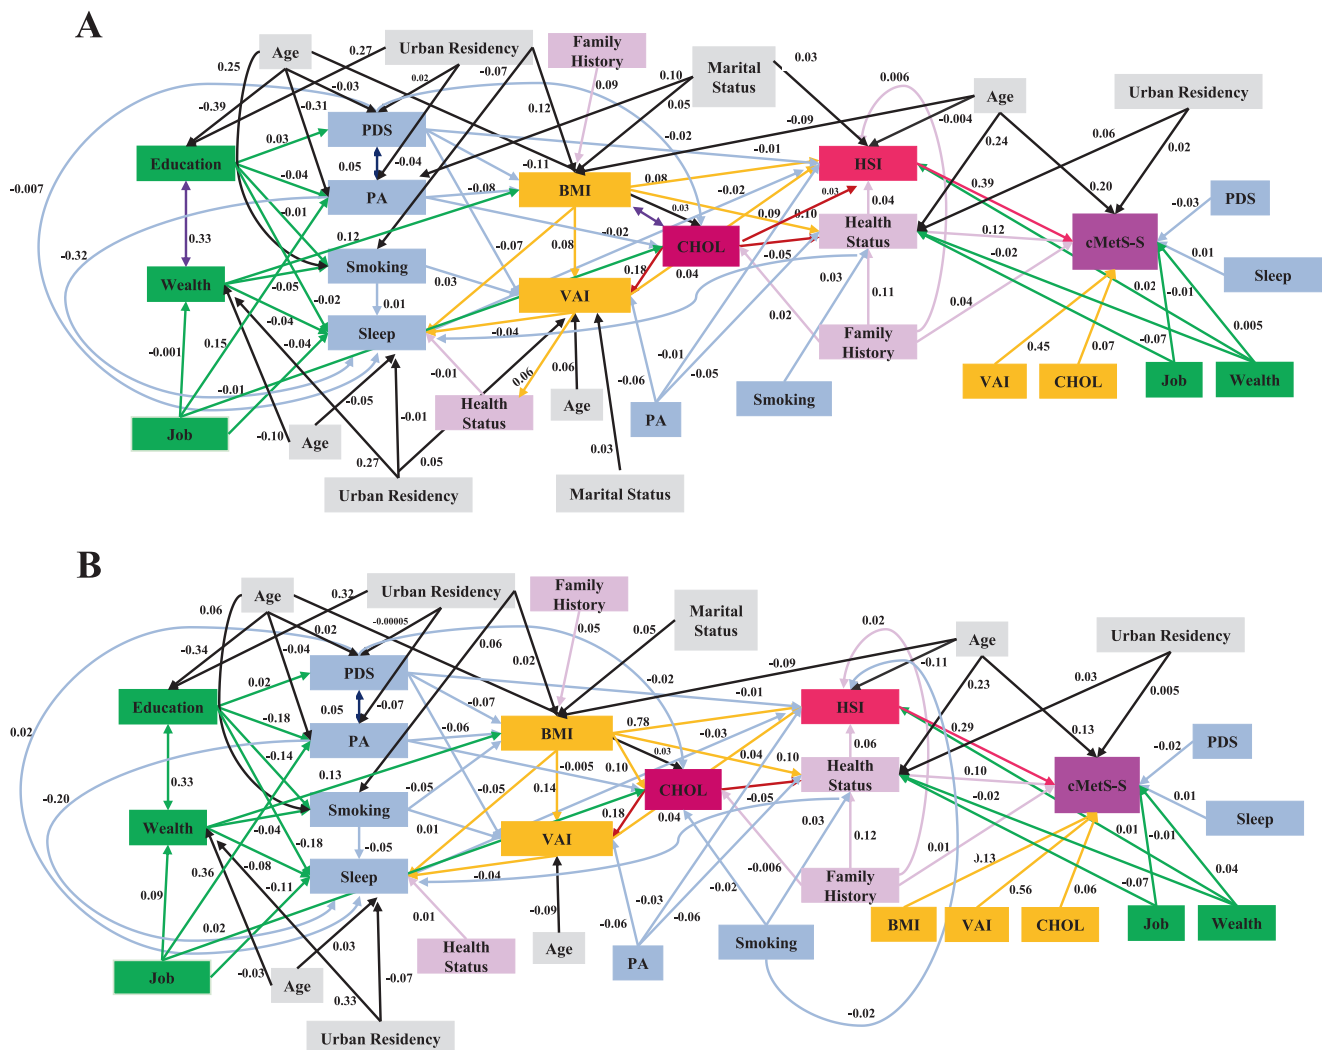 A
Age
Urban Residency
Family
History
Marital
Status
Age
Urban Residency
0.27
0.25
-0.03
0.02
-0.07
0.09
0.10
0.05
0.03
0.006
-0.39
-0.31
0.12
-0.09
-0.004
0.06
0.24
0.02
PDS
-0.02
-0.01
Education
0.03
0.05
-0.04
-0.11
HSI
-0.007
-0.04
PA
-0.08
BMI
0.08
-0.02
0.03
0.39
0.20
PDS
-0.03
-0.01
0.03
0.09
0.10
0.04
0.33
0.12
-0.02
CHOL
Health
Status
0.12
-0.02
cMetS-S
-0.32
Smoking
-0.07
0.08
-0.05
0.01
Sleep
Wealth
-0.05
0.03
VAI
0.18
0.04
0.03
0.11
0.02
-0.01
-0.02
0.01
-0.04
Sleep
-0.04
0.02
0.04
0.005
-0.001
0.15
-0.04
Family
History
-0.07
-0.01
-0.01
0.06
0.06
-0.01
-0.05
0.45
0.07
VAI
CHOL
Job
Wealth
-0.05
-0.01
Health
Status
Age
-0.06
PA
Smoking
Job
-0.10
Age
0.27
0.05
0.03
Urban Residency
Marital Status
B
Age
Urban Residency
Family
History
Marital
Status
Age
Urban Residency
0.06
0.32
0.02
-0.00005
0.06
0.05
0.05
0.02
-0.34
-0.04
0.02
-0.09
-0.11
0.23
0.03
0.005
PDS
-0.02
-0.01
Education
0.02
0.05
-0.07
-0.07
HSI
0.02
-0.18
PA
-0.06
BMI
0.78
-0.03
0.29
0.13
PDS
-0.02
-0.14
0.03
0.04
0.06
0.33
0.13
-0.05
-0.005
0.10
0.10
Health
Status
0.10
-0.02
cMetS-S
-0.20
Smoking
-0.05
0.14
CHOL
-0.05
0.01
Sleep
Wealth
-0.04
0.01
VAI
0.18
0.04
0.03
0.12
0.01
-0.01
-0.18
-0.05
-0.08
Sleep
-0.04
-0.006
0.01
0.13
0.04
0.09
0.36
-0.11
-0.03
-0.02
Family
History
-0.07
0.56
0.06
0.02
0.01
-0.09
-0.06
-0.06
BMI
VAI
CHOL
Job
Wealth
0.03
Health
Status
Age
PA
Smoking
Job
-0.03
Age
-0.07
0.33
-0.02
Urban Residency